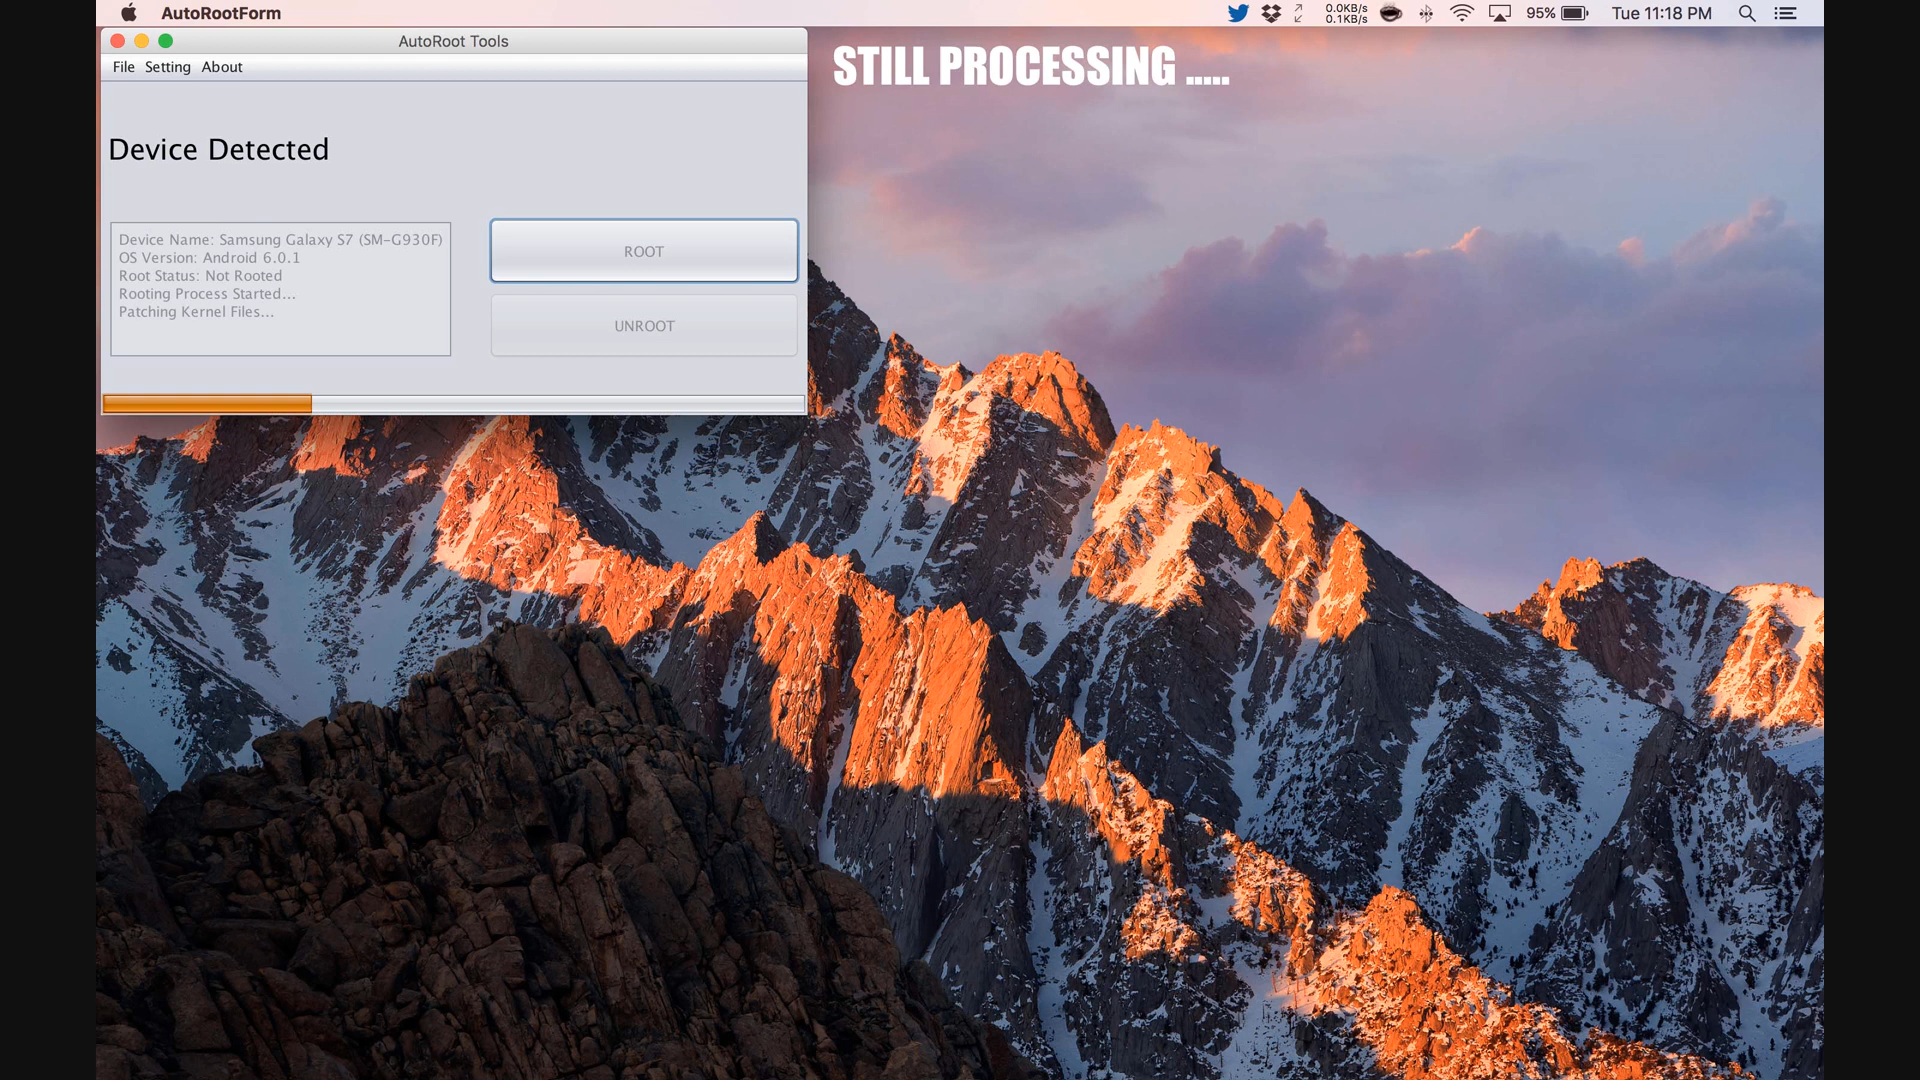 AutoRootForm
0.0KB/s
0.1KB/s
95%
Tue 11:18 PM
AutoRoot Tools
File Setting About
STILL PROCESSING .....
Device Detected
Device Name: Samsung Galaxy S7 (SM-G930F)
OS Version: Android 6.0.1
Root Status: Not Rooted
Rooting Process Started...
Patching Kernel Files...
ROOT
UNROOT